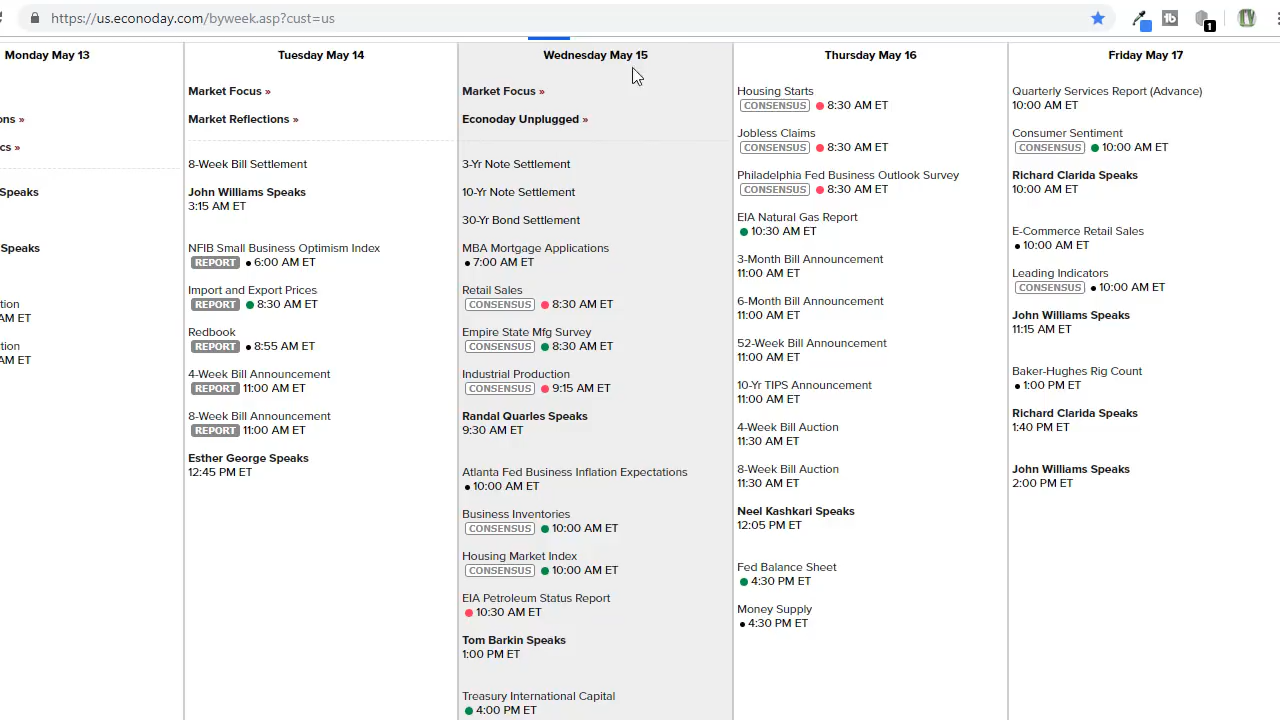 https://us.econoday.com/byweek.asp?cust=us
1
Monday May 13
ons »
cs »
Speaks
Speaks
tion
AM ET
tion
AM ET
Tuesday May 14
Market Focus »
Market Reflections »
8-Week Bill Settlement
John Williams Speaks
3:15 AM ET
NFIB Small Business Optimism Index
REPORT 6:00 AM ET
Import and Export Prices
REPORT 8:30 AM ET
Redbook
REPORT 8:55 AM ET
4-Week Bill Announcement
REPORT 11:00 AM ET
8-Week Bill Announcement
REPORT 11:00 AM ET
Esther George Speaks
12:45 PM ET
Wednesday May 15
Market Focus »
Econoday Unplugged »
3-Yr Note Settlement
10-Yr Note Settlement
30-Yr Bond Settlement
MBA Mortgage Applications
7:00 AM ET
Retail Sales
CONSENSUS 8:30 AM ET
Empire State Mfg Survey
CONSENSUS 8:30 AM ET
Industrial Production
CONSENSUS 9:15 AM ET
Randal Quarles Speaks
9:30 AM ET
Atlanta Fed Business Inflation Expectations
10:00 AM ET
Business Inventories
CONSENSUS 10:00 AM ET
Housing Market Index
CONSENSUS 10:00 AM ET
EIA Petroleum Status Report
10:30 AM ET
Tom Barkin Speaks
1:00 PM ET
Treasury International Capital
4:00 PM ET
Thursday May 16
Housing Starts
CONSENSUS 8:30 AM ET
Jobless Claims
CONSENSUS 8:30 AM ET
Philadelphia Fed Business Outlook Survey
CONSENSUS 8:30 AM ET
EIA Natural Gas Report
10:30 AM ET
3-Month Bill Announcement
11:00 AM ET
6-Month Bill Announcement
11:00 AM ET
52-Week Bill Announcement
11:00 AM ET
10-Yr TIPS Announcement
11:00 AM ET
4-Week Bill Auction
11:30 AM ET
8-Week Bill Auction
11:30 AM ET
Neel Kashkari Speaks
12:05 PM ET
Fed Balance Sheet
4:30 PM ET
Money Supply
4:30 PM ET
Friday May 17
Quarterly Services Report (Advance)
10:00 AM ET
Consumer Sentiment
CONSENSUS 10:00 AM ET
Richard Clarida Speaks
10:00 AM ET
E-Commerce Retail Sales
10:00 AM ET
Leading Indicators
CONSENSUS 10:00 AM ET
John Williams Speaks
11:15 AM ET
Baker-Hughes Rig Count
1:00 PM ET
Richard Clarida Speaks
1:40 PM ET
John Williams Speaks
2:00 PM ET